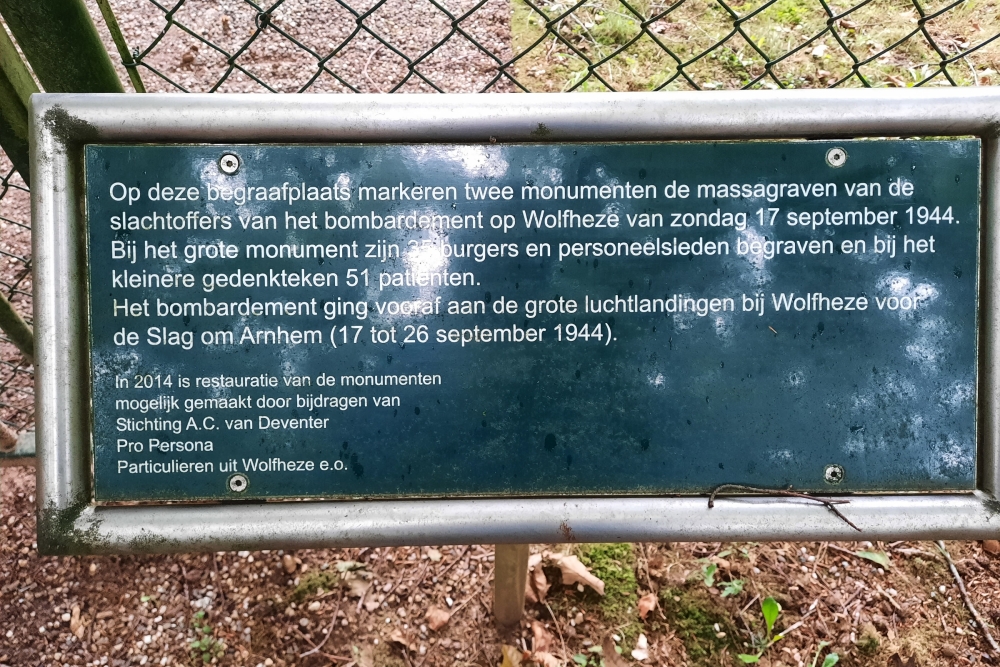 Op deze begraafplaats markeren twee monumenten de massagraven van de
slachtoffers van het bombardement op Wolfheze van zondag 17 september 1944.
Bij het grote monument zijn burgers en personeelsleden begraven en bij het
kleinere gedenkteken 51 patiënten.
Het bombardement ging vooraf aan de grote luchtlandingen bij Wolfheze voor
de Slag om Arnhem (17 tot 26 september 1944).
In 2014 is restauratie van de monumenten
mogelijk gemaakt door bijdragen van
Stichting A.C. van Deventer
Pro Persona
Particulieren uit Wolfheze e.o.